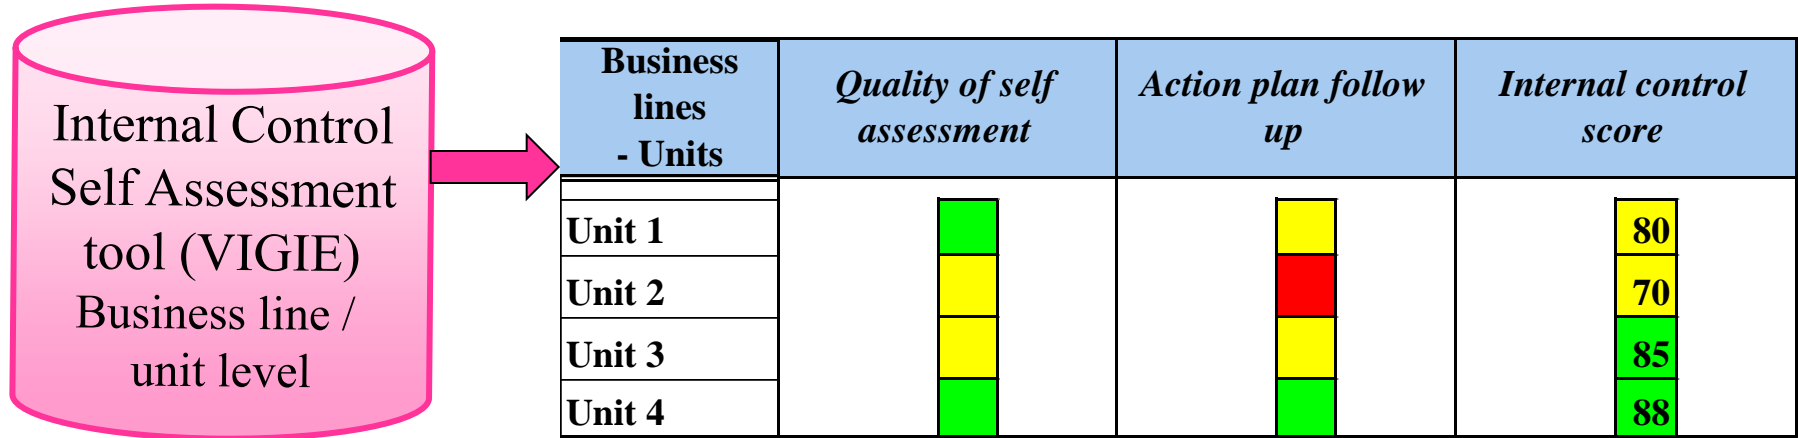 Internal Control
Self Assessment
tool (VIGIE)
Business line /
unit level
Business
lines
- Units
Quality of self
assessment
Action plan follow
up
Internal control
score
Unit 1
80
Unit 2
70
Unit 3
85
Unit 4
88